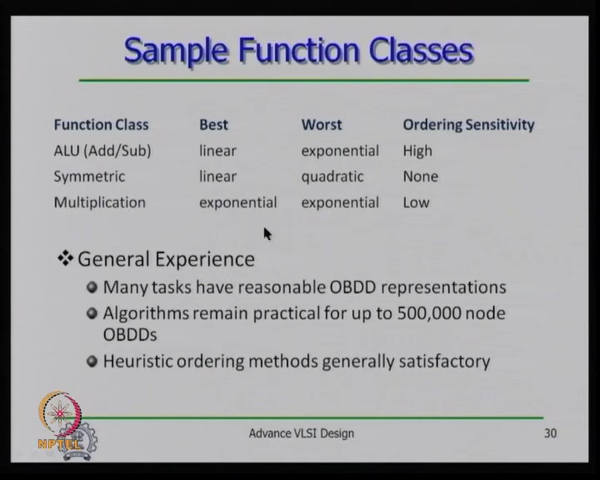 Sample Function Classes
Function Class Best Worst Ordering Sensitivity
ALU (Add/Sub) linear exponential High
Symmetric linear quadratic None
Multiplication exponential exponential Low
General Experience
Many tasks have reasonable OBDD representations
Algorithms remain practical for up to 500,000 node
OBDDs
Heuristic ordering methods generally satisfactory
NPTEL
Advance VLSI Design
30